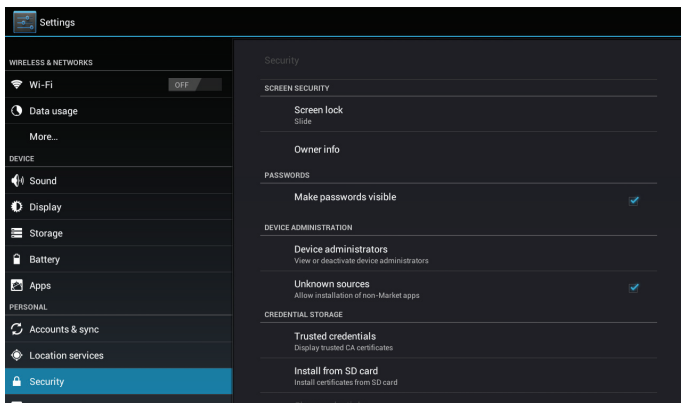 Settings
WIRELESS & NETWORKS
Wi-Fi
OFF
Data usage
More...
DEVICE
Sound
Display
Storage
Battery
Apps
PERSONAL
Accounts & sync
Location services
Security
Security
SCREEN SECURITY
Screen lock
Slide
Owner info
PASSWORDS
Make passwords visible
DEVICE ADMINISTRATION
Device administrators
View or deactivate device administrators
Unknown sources
Allow installation of non-Market apps
CREDENTIAL STORAGE
Trusted credentials
Display trusted CA certificates
Install from SD card
Install certificates from SD card